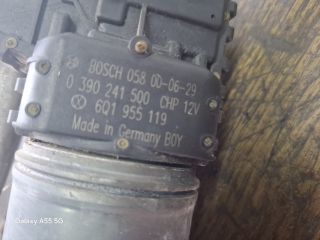 BOSCH 058 00-06-29
0 390 241 500 CHP 12V
6Q1 955 119
Made in Germany BOY
Galaxy A55 5G